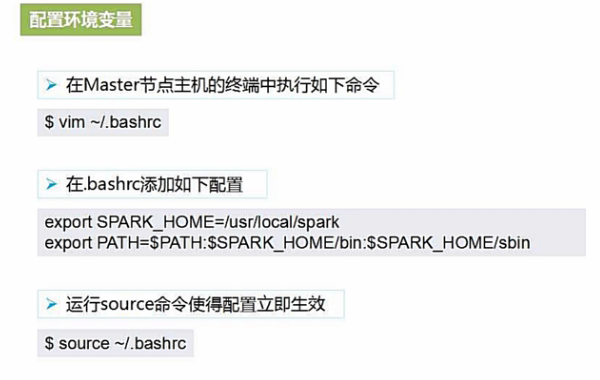 配置环境变量
➢ 在Master节点主机的终端中执行如下命令
$ vim ~/.bashrc
➢ 在.bashrc添加如下配置
export SPARK_HOME=/usr/local/spark
export PATH=$PATH:$SPARK_HOME/bin:$SPARK_HOME/sbin
➢ 运行source命令使得配置立即生效
$ source ~/.bashrc